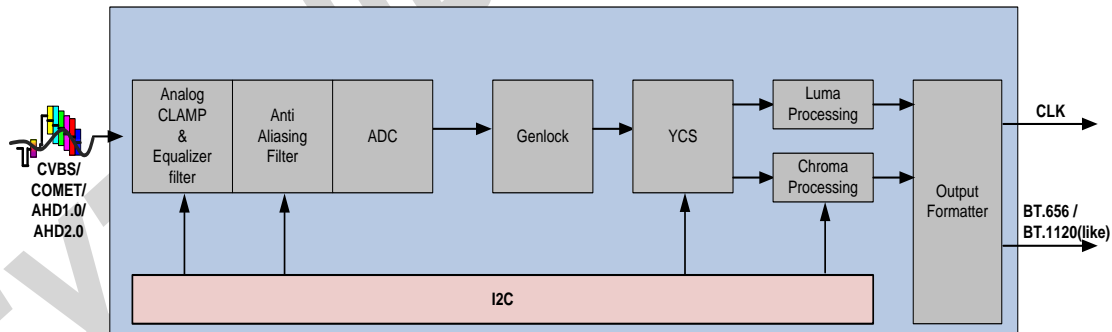 Analog
CLAMP
&
Equalizer
filter
Anti
Aliasing
Filter
ADC
Genlock
YCS
Luma
Processing
Chroma
Processing
Output
Formatter
CLK
BT.656 /
BT.1120(like)
CVBS/
COMET/
AHD1.0/
AHD2.0
I2C